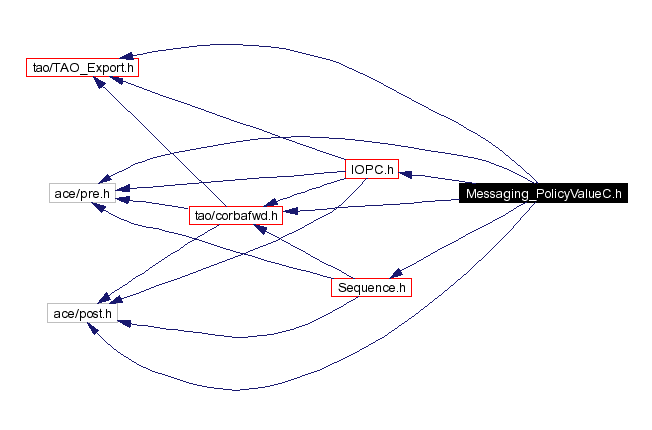 tao/TAO_Export.h
IOPC.h
ace/pre.h
Messaging_PolicyValueC.h
tao/corbafwd.h
Sequence.h
ace/post.h